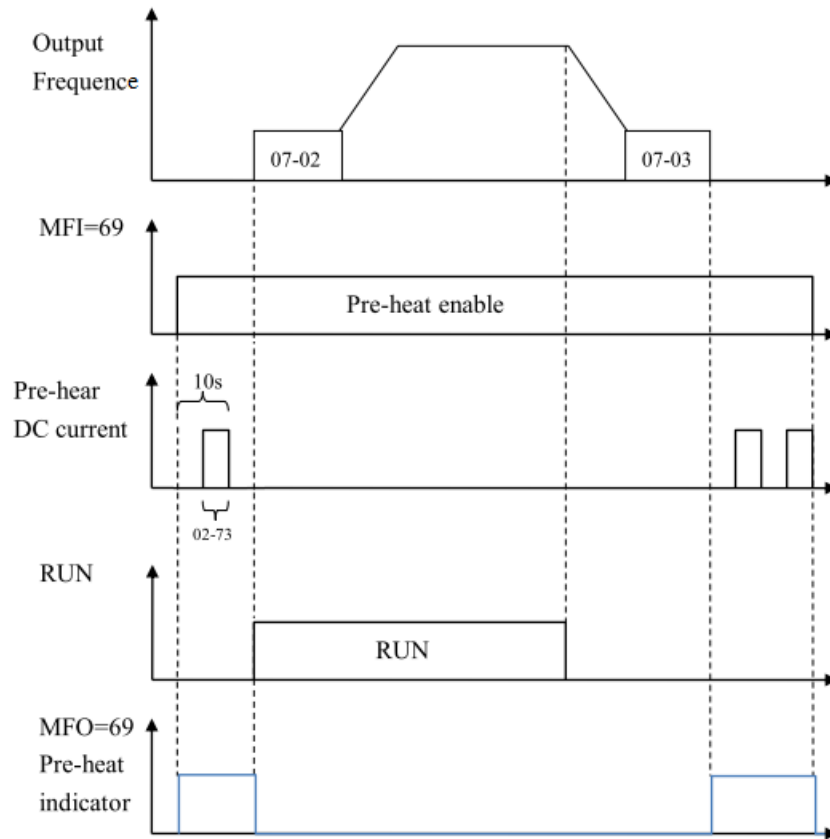 Output
Frequence
07-02
07-03
MFI=69
Pre-heat enable
10s
Pre-hear
DC current
02-73
RUN
RUN
MFO=69
Pre-heat
indicator